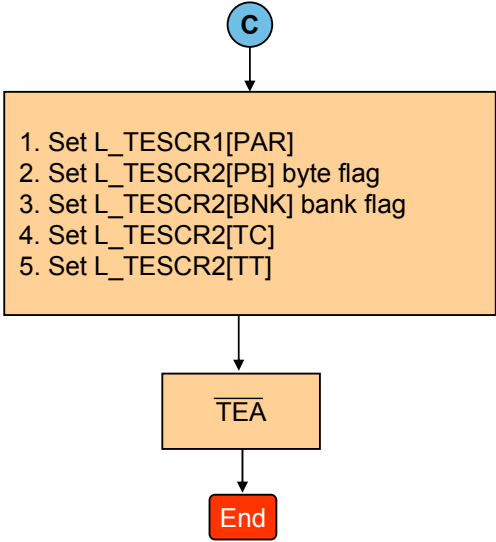 C
1. Set L_TESCR1[PAR]
2. Set L_TESCR2[PB] byte flag
3. Set L_TESCR2[BNK] bank flag
4. Set L_TESCR2[TC]
5. Set L_TESCR2[TT]
T̅E̅A̅
End